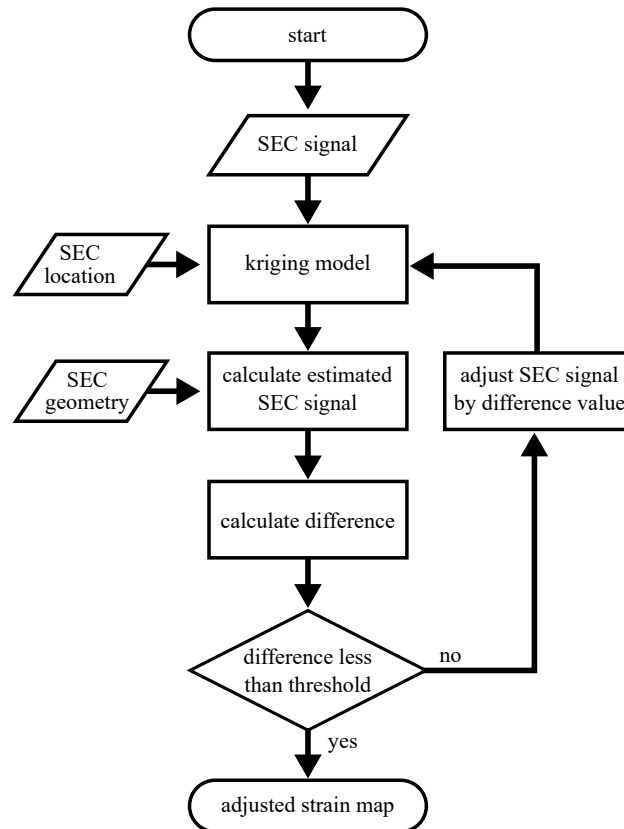 start
SEC signal
SEC
location
kriging model
SEC
geometry
calculate estimated
SEC signal
adjust SEC signal
by difference value
calculate difference
difference less
than threshold
no
yes
adjusted strain map